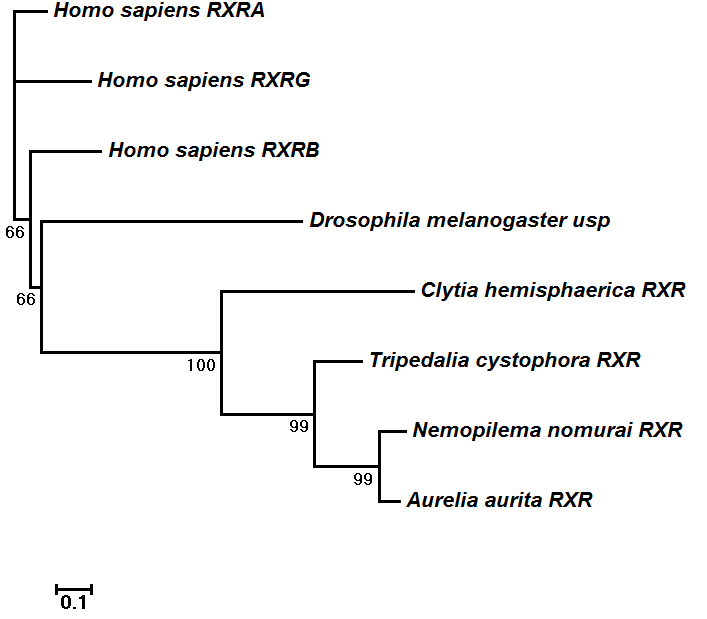 Homo sapiens RXRA
Homo sapiens RXRG
Homo sapiens RXRB
Drosophila melanogaster usp
66
Clytia hemisphaerica RXR
66
Tripedalia cystophora RXR
100
Nemopilema nomurai RXR
99
99
Aurelia aurita RXR
0.1